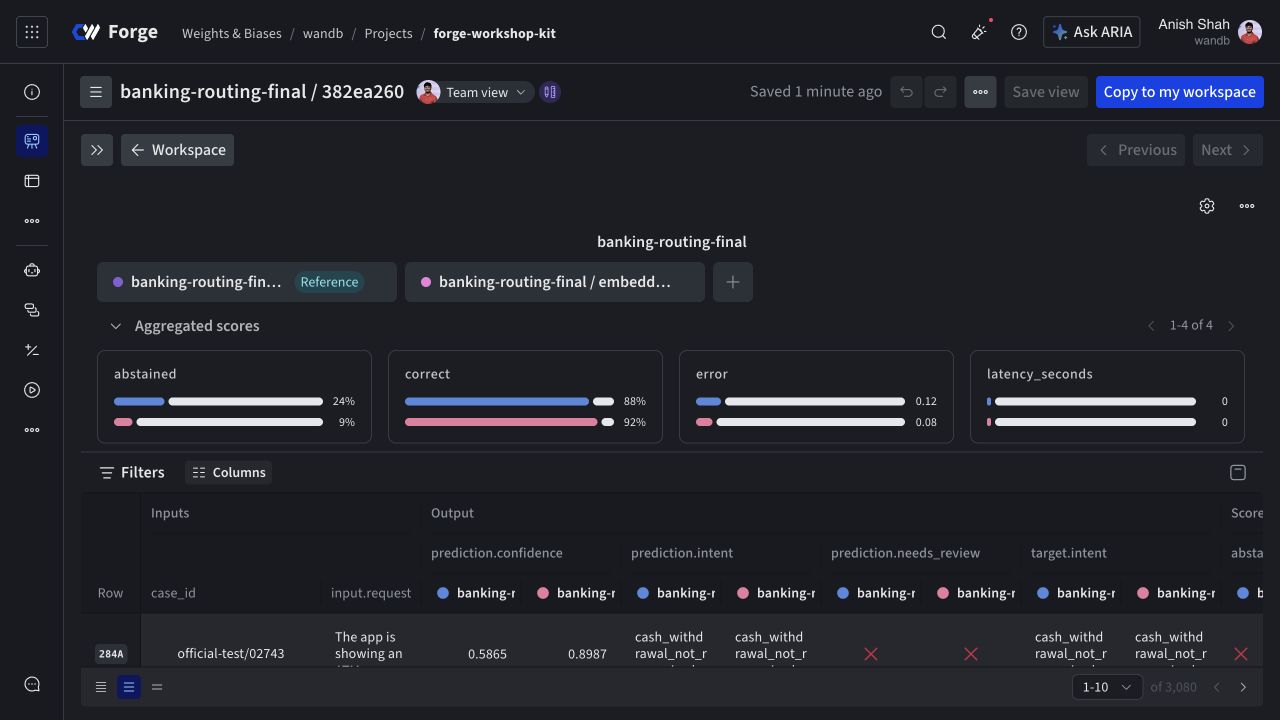 Forge
Weights & Biases / wandb / Projects / forge-workshop-kit
Ask ARIA
Anish Shah
wandb
banking-routing-final / 382ea260
Team view
Saved 1 minute ago
Save view
Copy to my workspace
Workspace
Previous
Next
banking-routing-final
banking-routing-fin... Reference
banking-routing-final / embedd...
Aggregated scores
1-4 of 4
abstained
24%
9%
correct
88%
92%
error
0.12
0.08
latency_seconds
0
0
Filters
Columns
Inputs
Output
Score
prediction.confidence
prediction.intent
prediction.needs_review
target.intent
absta
Row
case_id
input.request
banking-r
banking-r
banking-r
banking-r
banking-r
banking-r
banking-r
banking-r
b
284A
official-test/02743
The app is
showing an
0.5865
0.8987
cash_withd
rawal_not_r
cash_withd
rawal_not_r
cash_withd
rawal_not_r
cash_withd
rawal_not_r
1-10
of 3,080